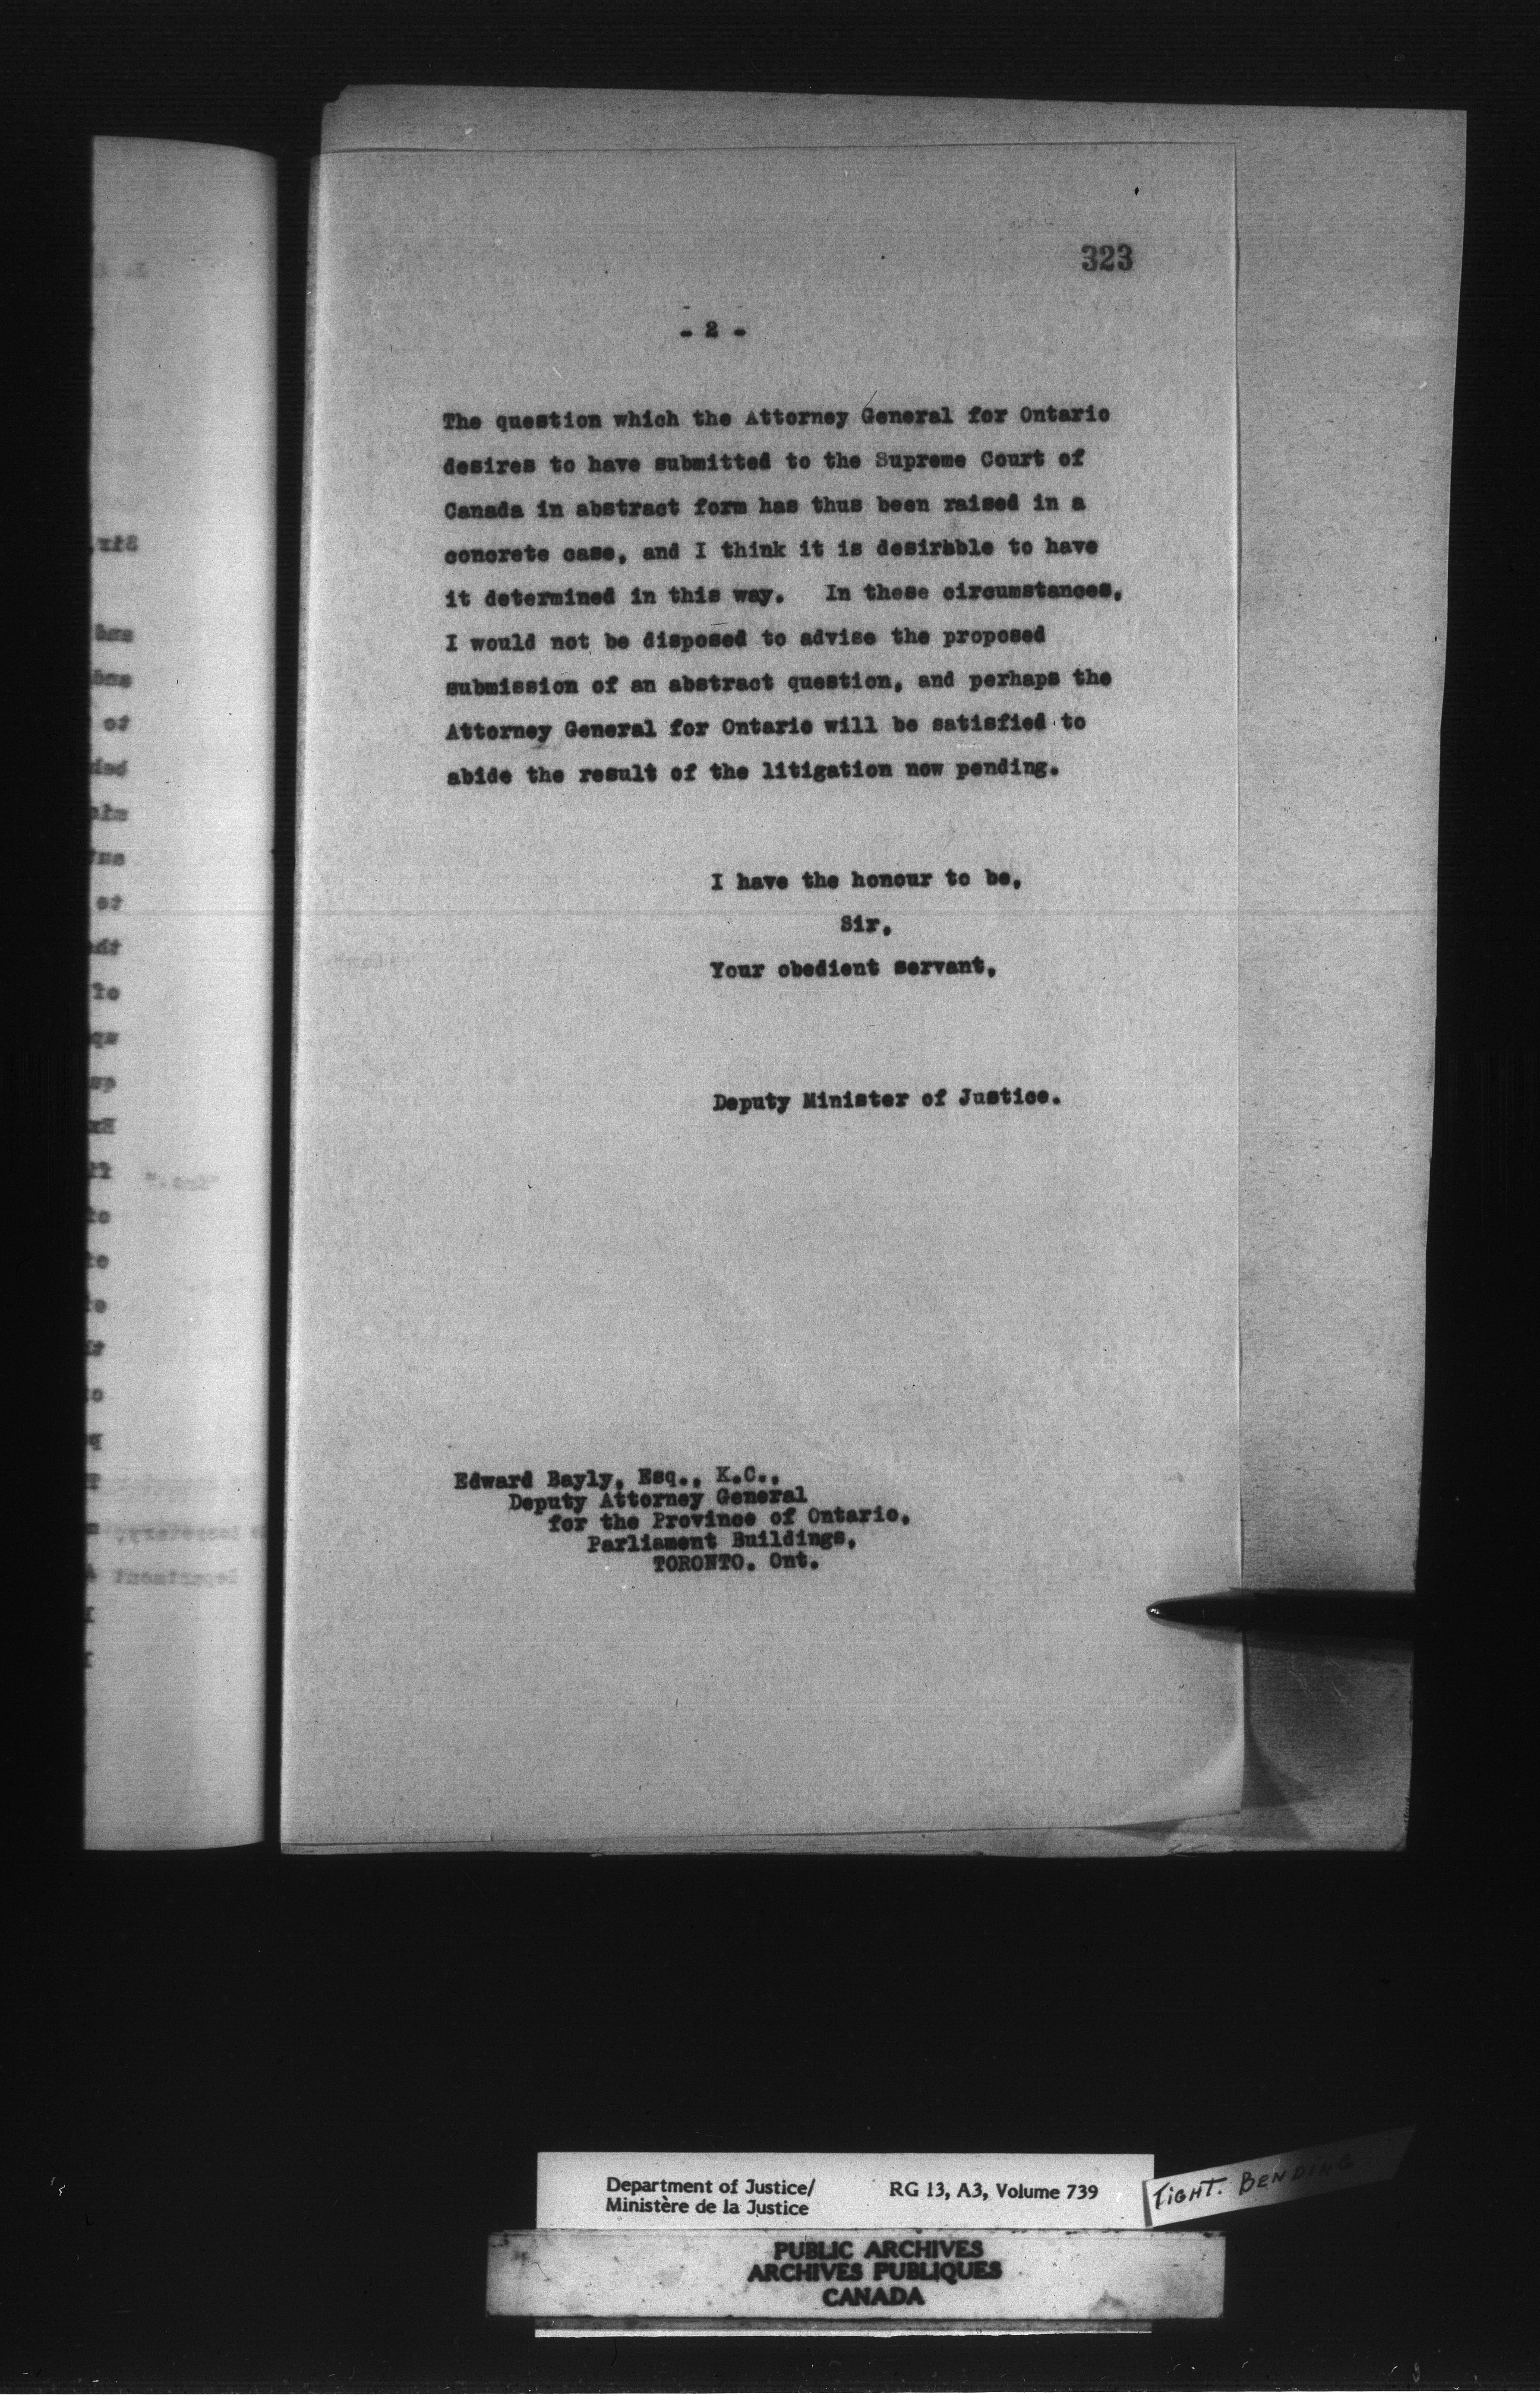 323
- 2 -
The question which the Attorney General for Ontario
desires to have submitted to the Supreme Court of
Canada in abstract form has thus been raised in a
concrete case, and I think it is desirbble to have
it determined in this way. In these circumstances,
I would not be disposed to advise the proposed
submission of an abstract question, and perhaps the
Attorney General for Ontario will be satisfied to
abide the result of the litigation now pending.
I have the honour to be,
Sir,
Your obedient servant,
Deputy Minister of Justice.
Edward Bayly, Esq., K.C.,
Deputy Attorney General
for the Province of Ontario,
Parliament Buildings,
TORONTO. Ont.
Department of Justice/
Ministère de la Justice
RG 13, A3, Volume 739
TIGHT. BENDING
PUBLIC ARCHIVES
ARCHIVES PUBLIQUES
CANADA